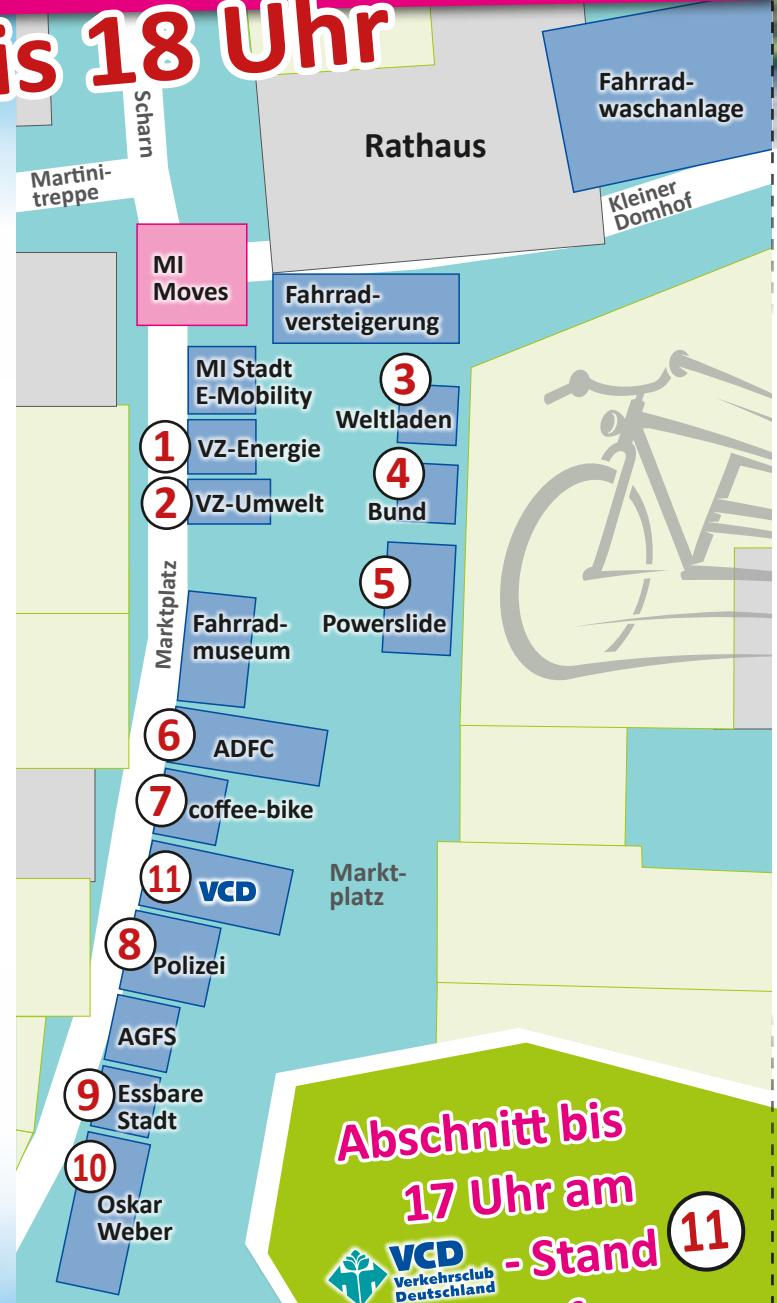 is 18 Uhr
Scharn
Fahrrad-
waschanlage
Rathaus
Martini-
treppe
Kleiner
Domhof
MI
Moves
Fahrrad-
versteigerung
MI Stadt
E-Mobility
3
Weltladen
1 VZ-Energie
4
Bund
2 VZ-Umwelt
Marktplatz
5
Powerslide
Fahrrad-
museum
6 ADFC
7 coffee-bike
11 VCD
Markt-
platz
8
Polizei
AGFS
9 Essbare
Stadt
10
Oskar
Weber
Abschnitt bis
17 Uhr am
VCD
Verkehrsclub
Deutschland
- Stand 11